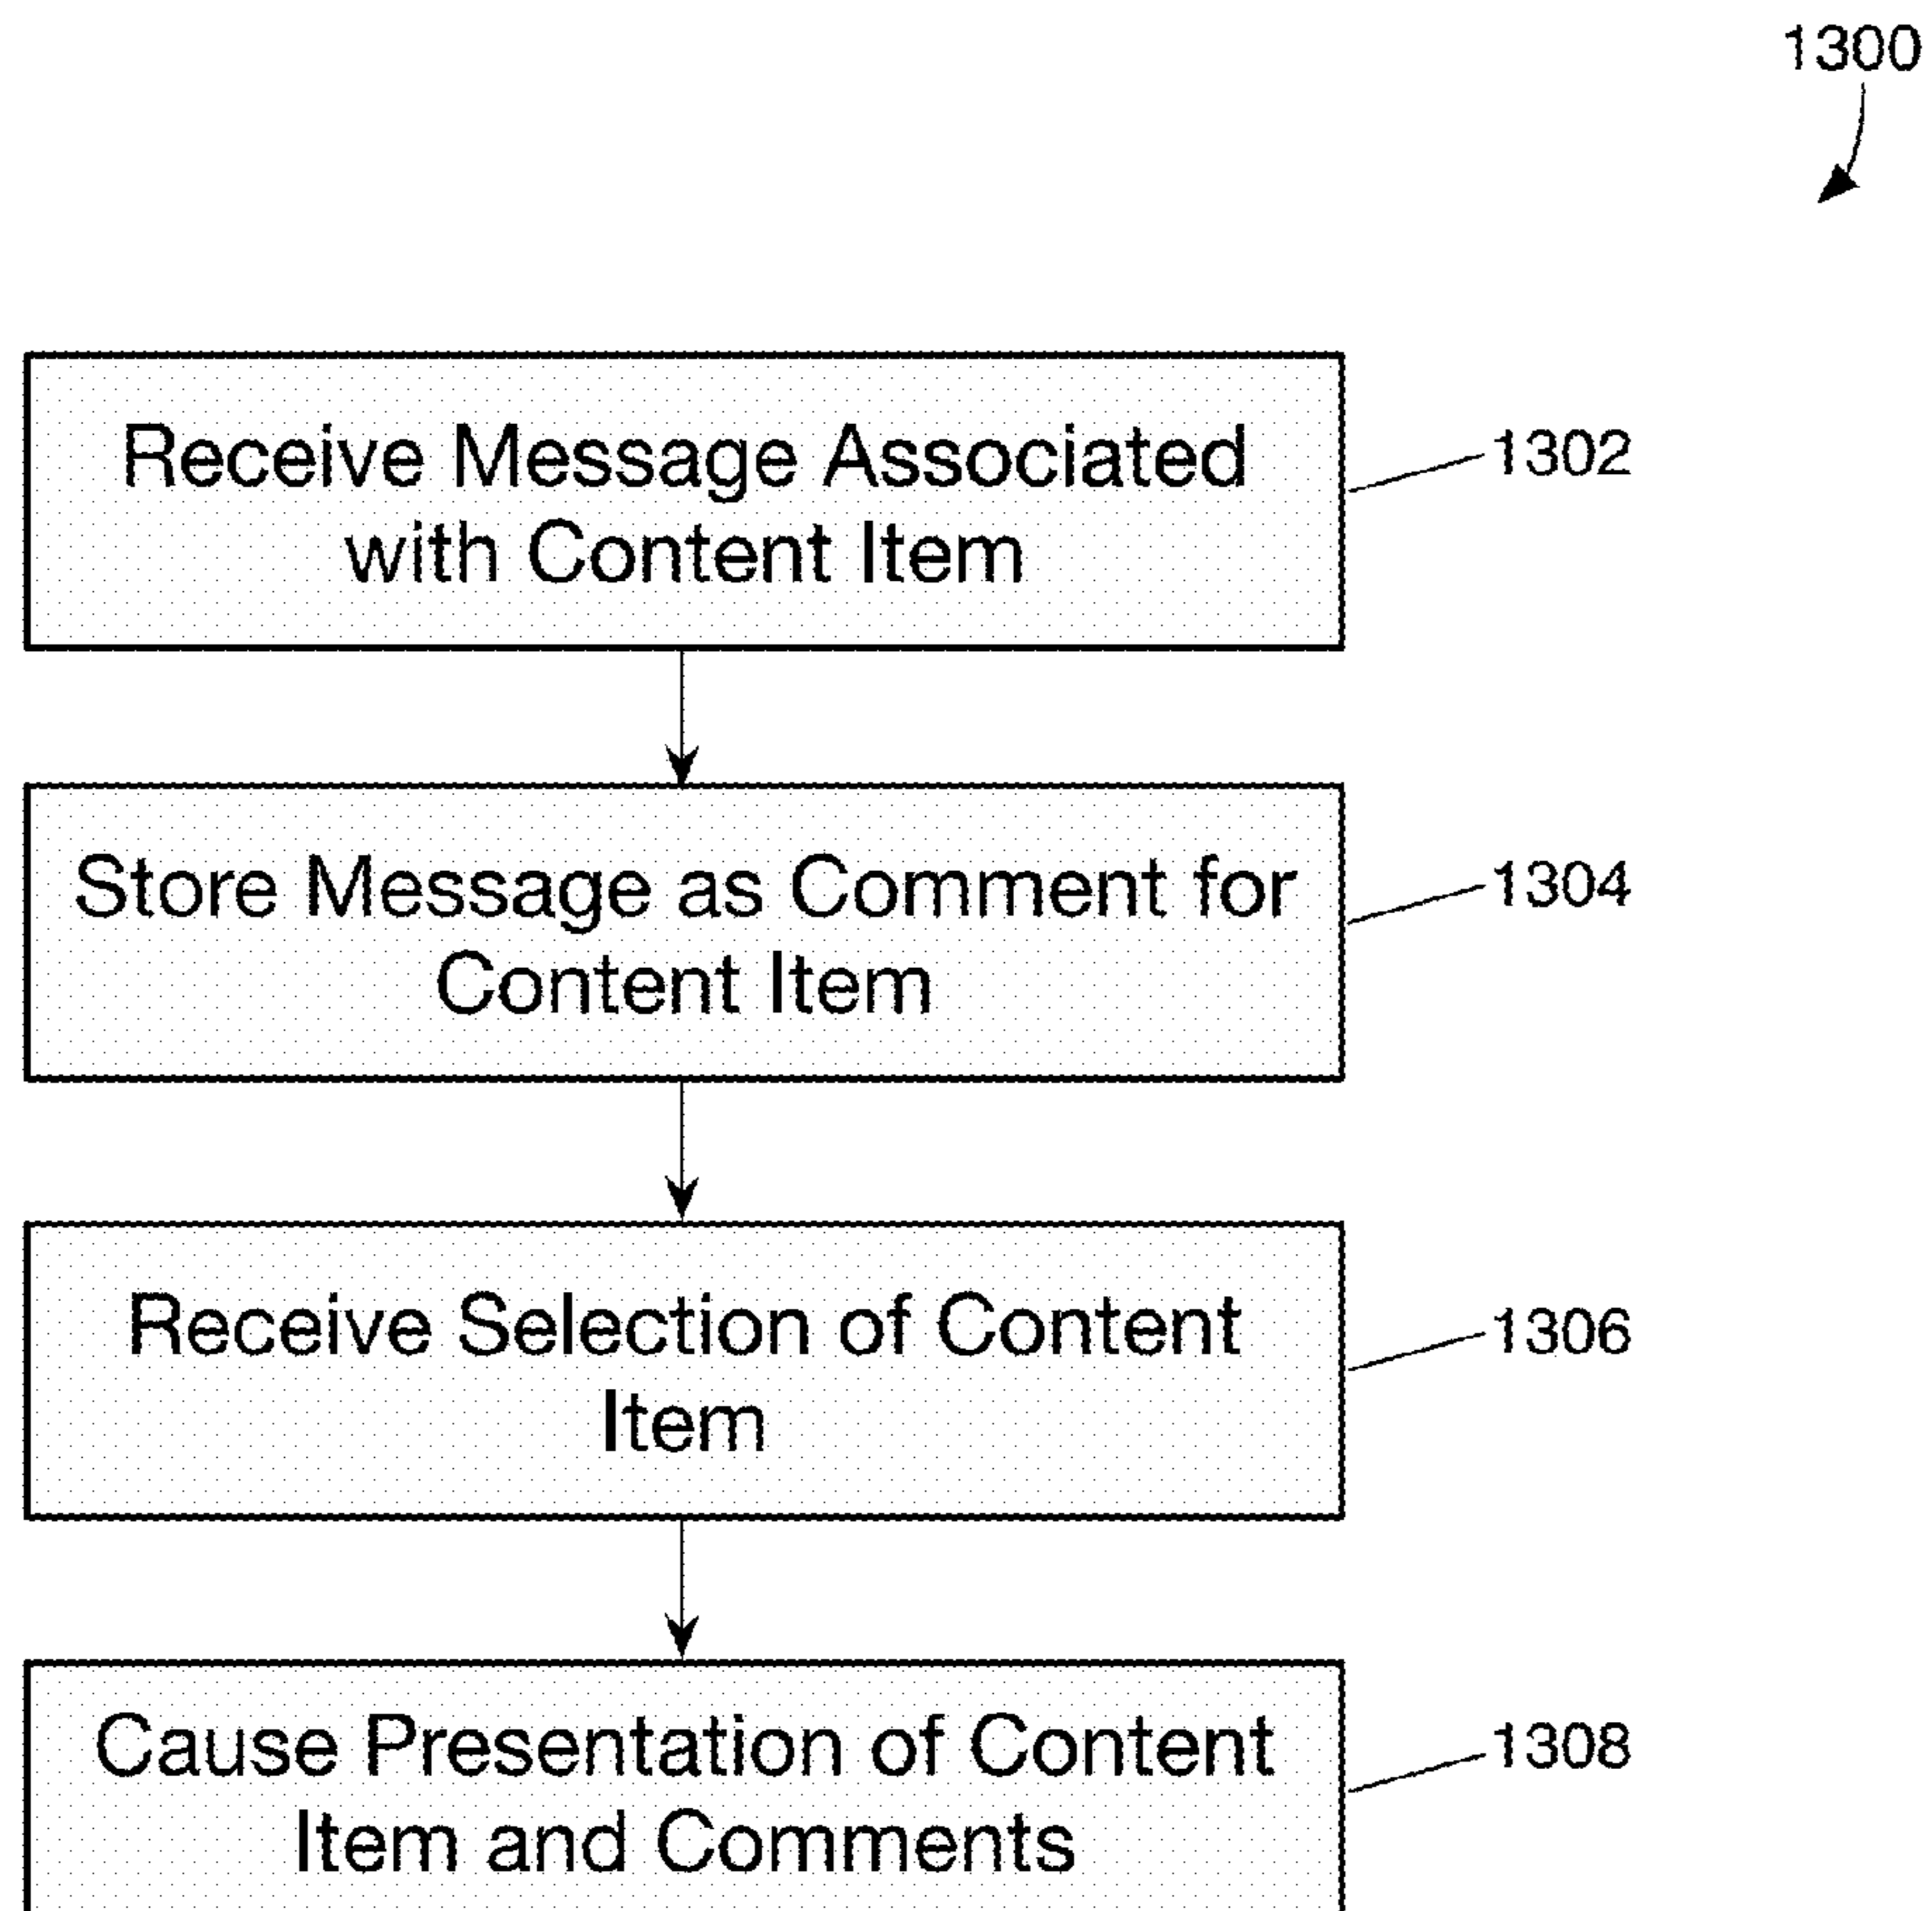 1300
Receive Message Associated
with Content Item
1302
Store Message as Comment for
Content Item
1304
Receive Selection of Content
Item
1306
Cause Presentation of Content
Item and Comments
1308